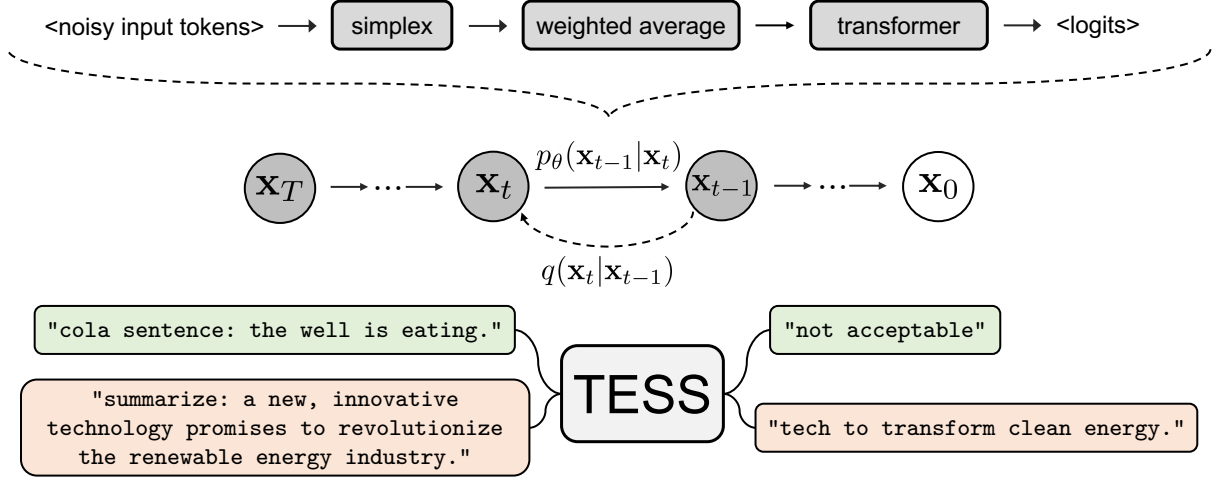 <noisy input tokens> → simplex → weighted average → transformer → <logits>
p_θ(x_{t−1}|x_t)
x_T → ... → x_t → x_{t−1} → ... → x_0
q(x_t|x_{t−1})
"cola sentence: the well is eating."
"not acceptable"
TESS
"summarize: a new, innovative
technology promises to revolutionize
the renewable energy industry."
"tech to transform clean energy."